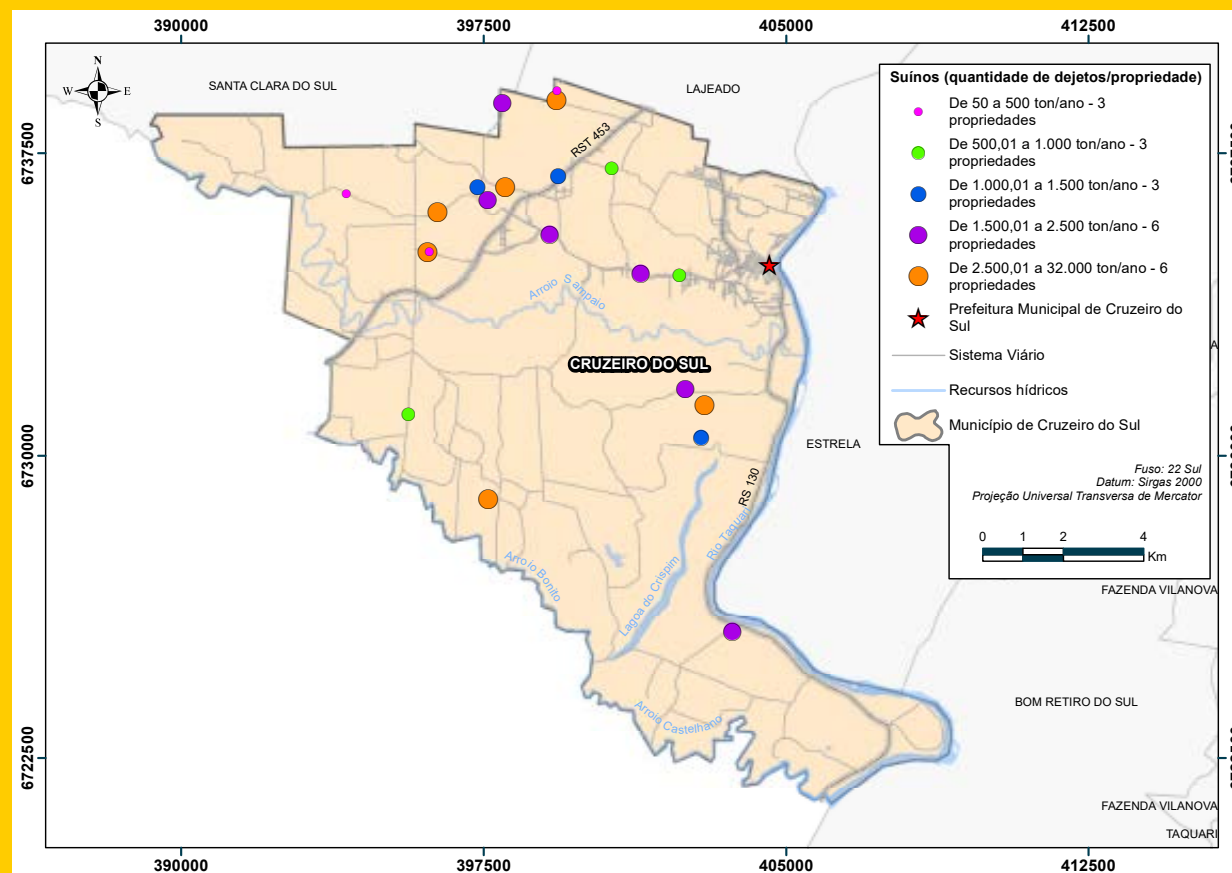 390000
397500
405000
412500
N
W
E
S
SANTA CLARA DO SUL
LAJEADO
RST 453
6737500
6730000
6722500
Arroio Sampaio
CRUZEIRO DO SUL
ESTRELA
RS 130
Rio Taquari
Arroio Bonito
Lagoa do Crispim
Arroio Castelhano
FAZENDA VILANOVA
BOM RETIRO DO SUL
FAZENDA VILANOVA
TAQUARI
Suínos (quantidade de dejetos/propriedade)
De 50 a 500 ton/ano - 3
propriedades
De 500,01 a 1.000 ton/ano - 3
propriedades
De 1.000,01 a 1.500 ton/ano - 3
propriedades
De 1.500,01 a 2.500 ton/ano - 6
propriedades
De 2.500,01 a 32.000 ton/ano - 6
propriedades
Prefeitura Municipal de Cruzeiro do
Sul
Sistema Viário
Recursos hídricos
Município de Cruzeiro do Sul
Fuso: 22 Sul
Datum: Sirgas 2000
Projeção Universal Transversa de Mercator
0 1 2 4
Km
390000
397500
405000
412500